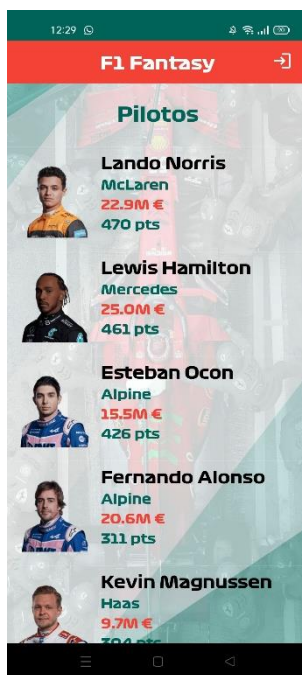 12:29
F1 Fantasy
Pilotos
Lando Norris
McLaren
22.9M €
470 pts
Lewis Hamilton
Mercedes
25.0M €
461 pts
Esteban Ocon
Alpine
15.5M €
426 pts
Fernando Alonso
Alpine
20.6M €
311 pts
Kevin Magnussen
Haas
9.7M €
304 pts